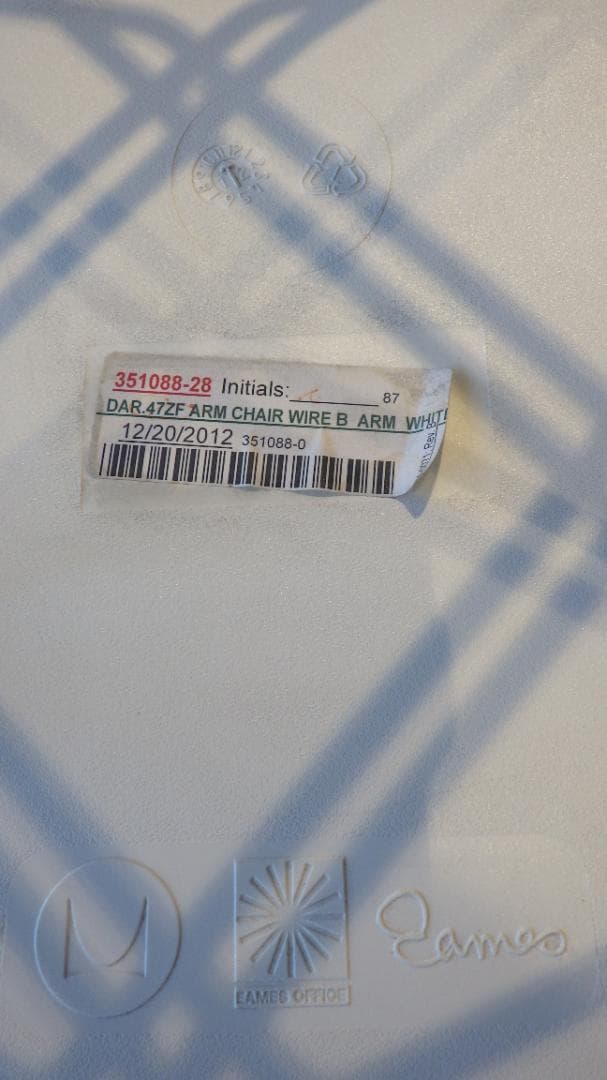 351088-28 Initials:__________ 87
DAR.47ZF ARM CHAIR WIRE B ARM WHIT
12/20/2012 351088-0
EAMES OFFICE
Eames